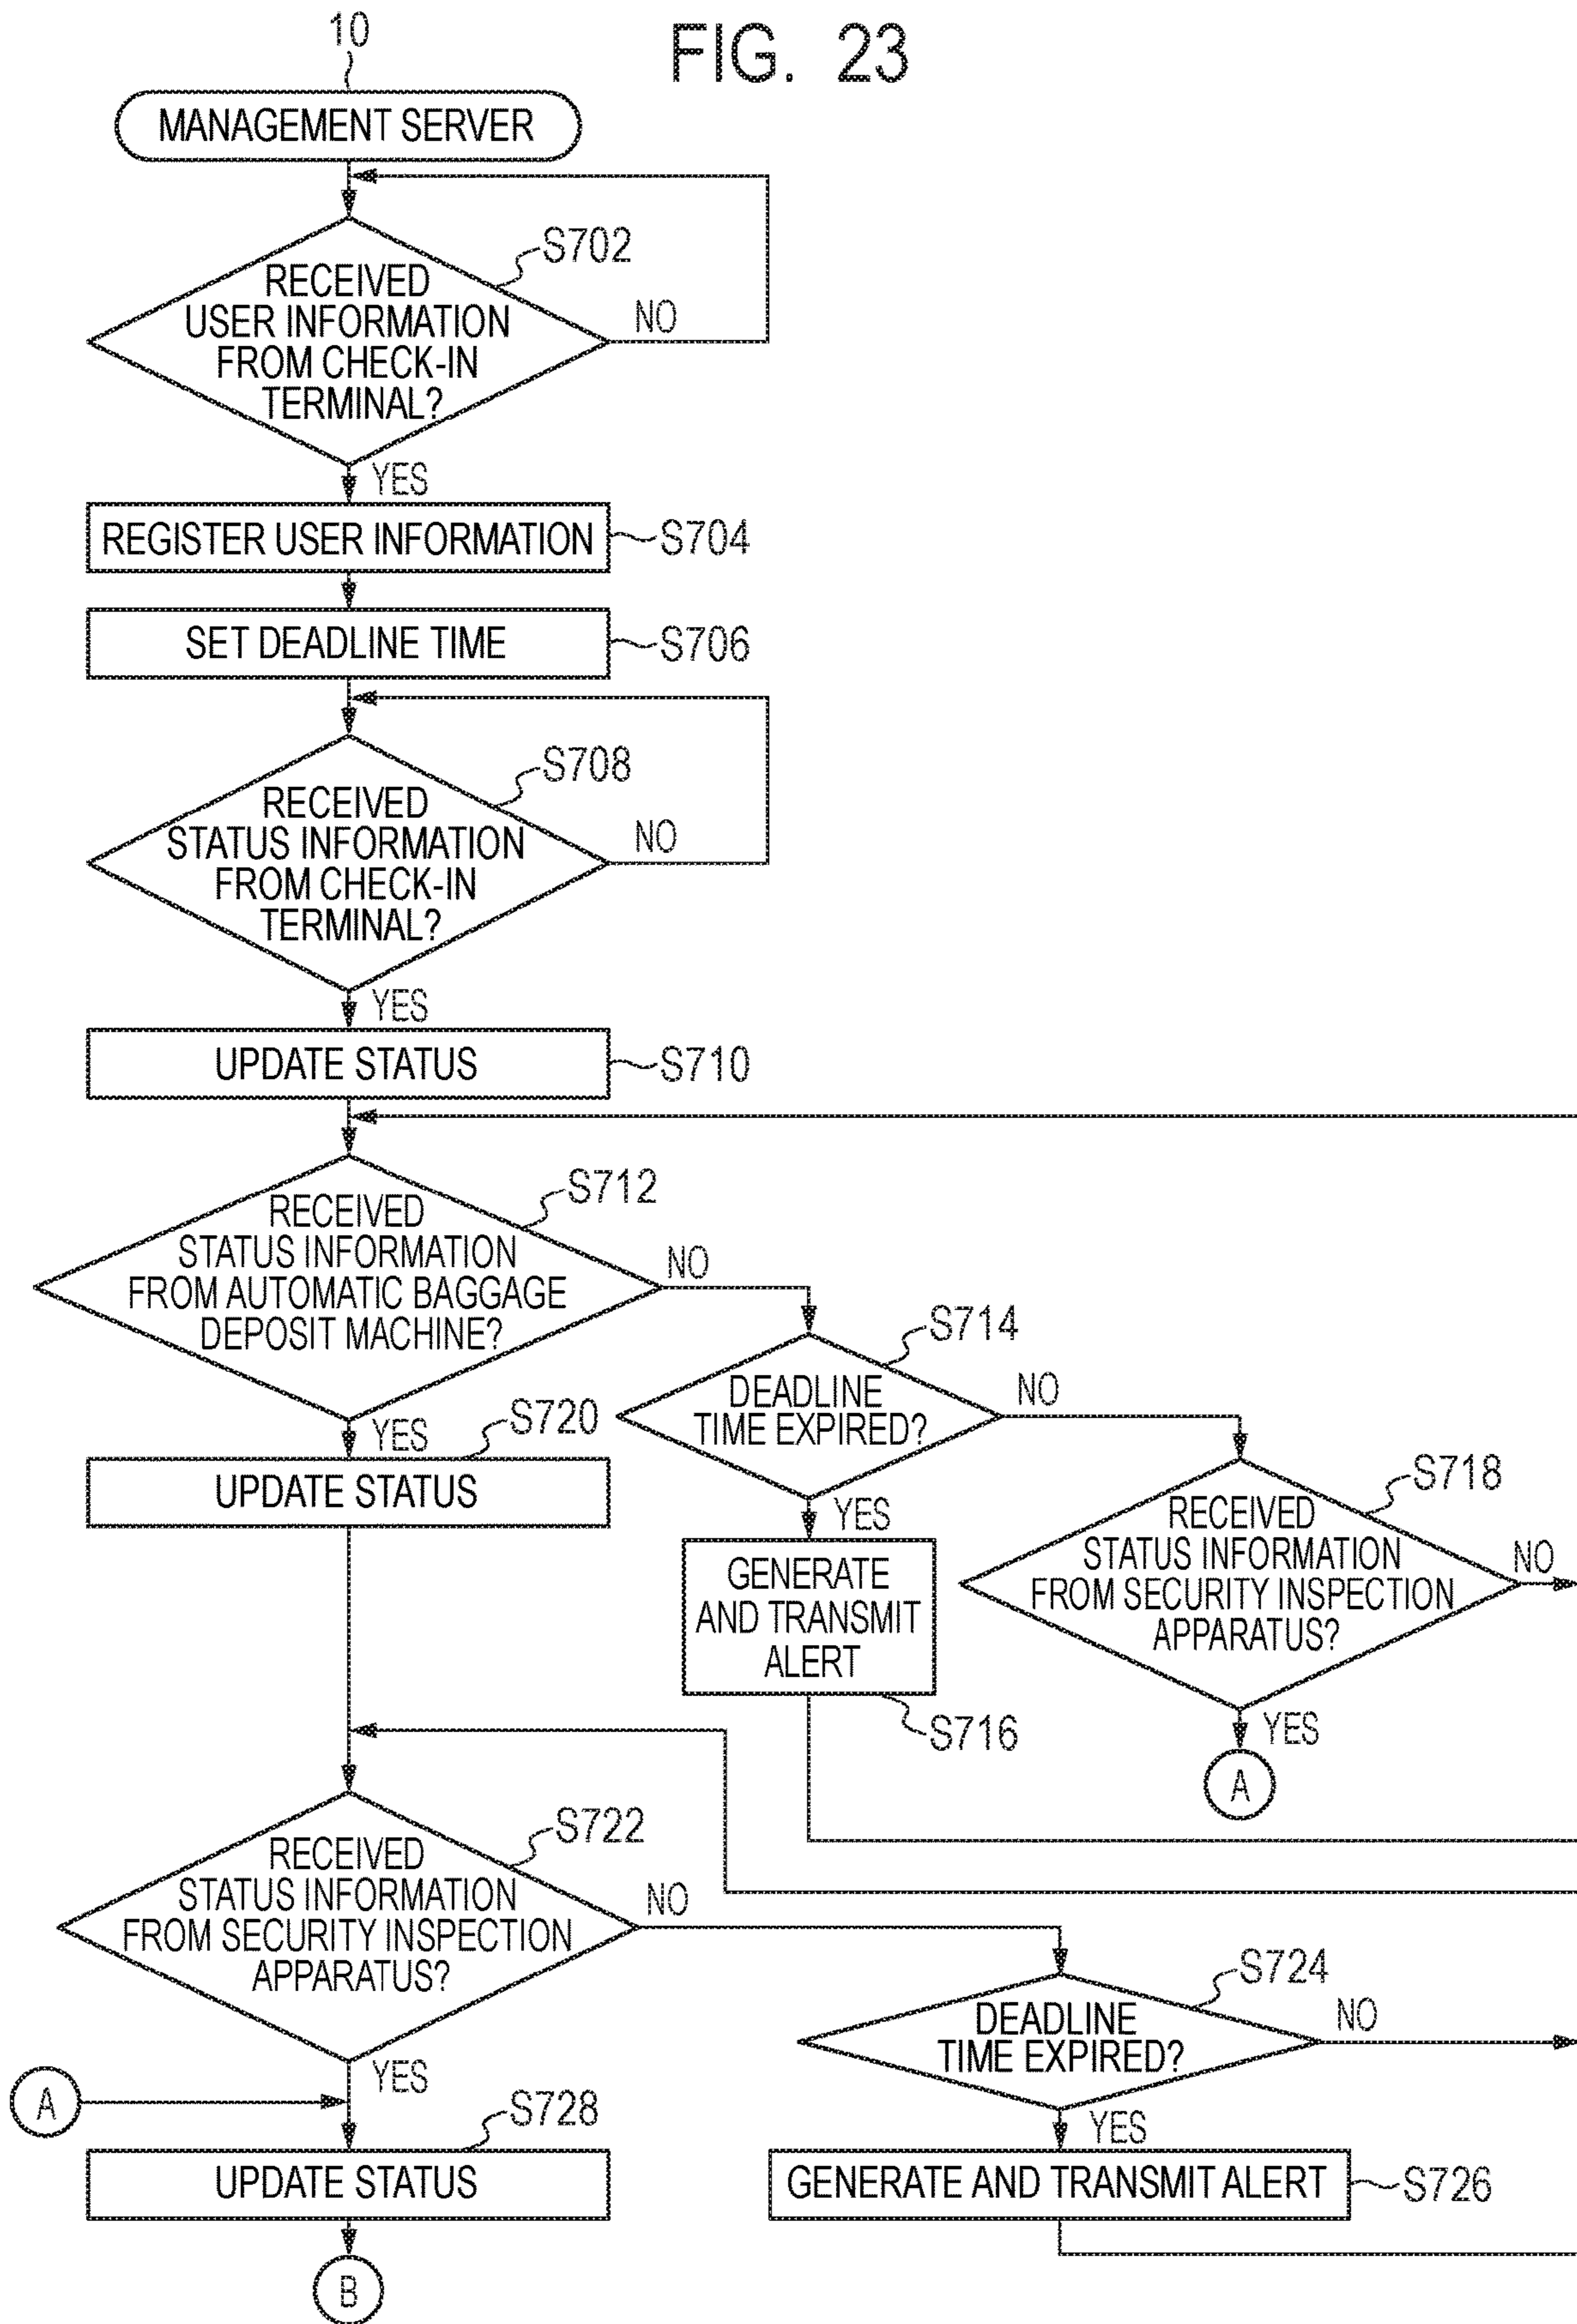 10
FIG. 23
MANAGEMENT SERVER
S702
RECEIVED
USER INFORMATION
FROM CHECK-IN
TERMINAL?
NO
YES
REGISTER USER INFORMATION
S704
SET DEADLINE TIME
S706
S708
RECEIVED
STATUS INFORMATION
FROM CHECK-IN
TERMINAL?
NO
YES
UPDATE STATUS
S710
S712
RECEIVED
STATUS INFORMATION
FROM AUTOMATIC BAGGAGE
DEPOSIT MACHINE?
NO
YES
S714
DEADLINE
TIME EXPIRED?
NO
YES
S720
UPDATE STATUS
GENERATE
AND TRANSMIT
ALERT
S716
S718
RECEIVED
STATUS INFORMATION
FROM SECURITY INSPECTION
APPARATUS?
NO
YES
A
S722
RECEIVED
STATUS INFORMATION
FROM SECURITY INSPECTION
APPARATUS?
NO
YES
S724
DEADLINE
TIME EXPIRED?
NO
YES
A
S728
UPDATE STATUS
GENERATE AND TRANSMIT ALERT
S726
B